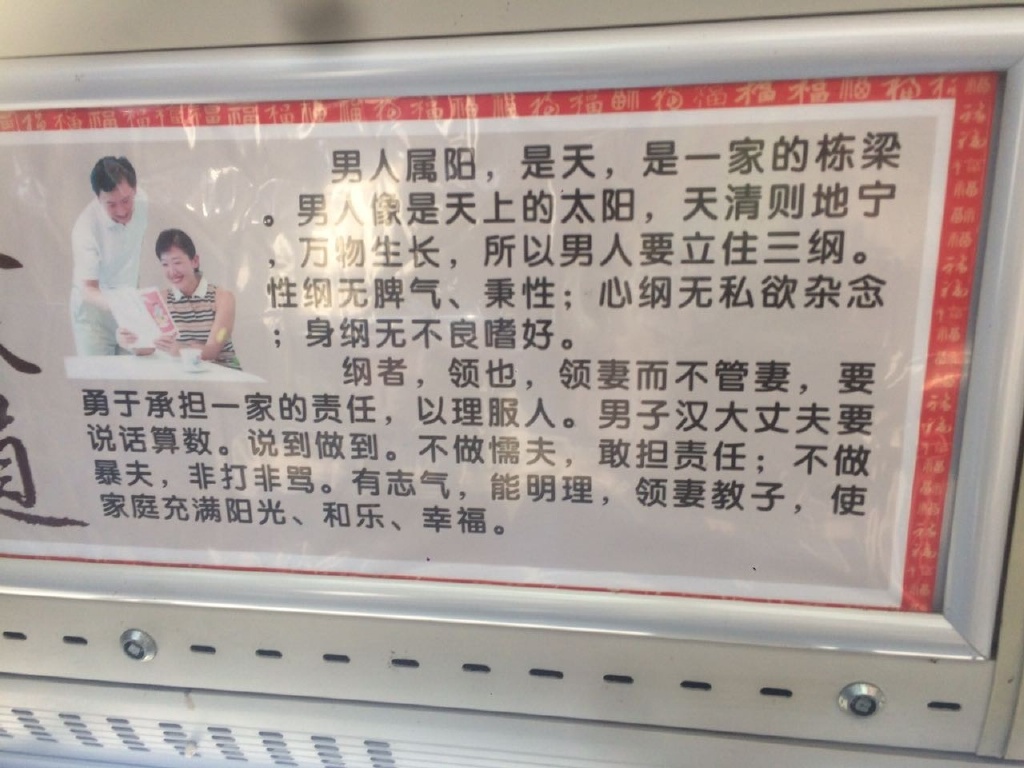 男人属阳，是天，是一家的栋梁
。男人像是天上的太阳，天清则地宁
，万物生长，所以男人要立住三纲。
性纲无脾气、秉性；心纲无私欲杂念
；身纲无不良嗜好。
纲者，领也，领妻而不管妻，要
勇于承担一家的责任，以理服人。男子汉大丈夫要
说话算数。说到做到。不做懦夫，敢担责任；不做
暴夫，非打非骂。有志气，能明理，领妻教子，使
家庭充满阳光、和乐、幸福。